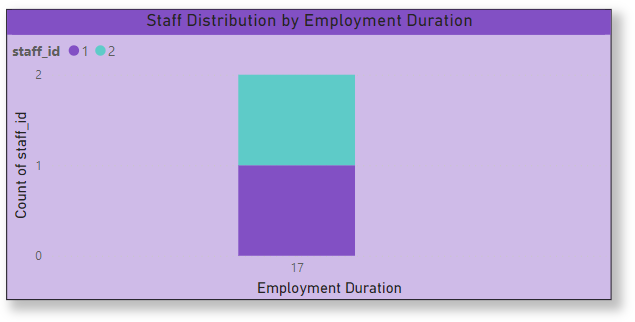 Staff Distribution by Employment Duration
staff_id 1 2
2
1
0
Count of staff_id
17
Employment Duration